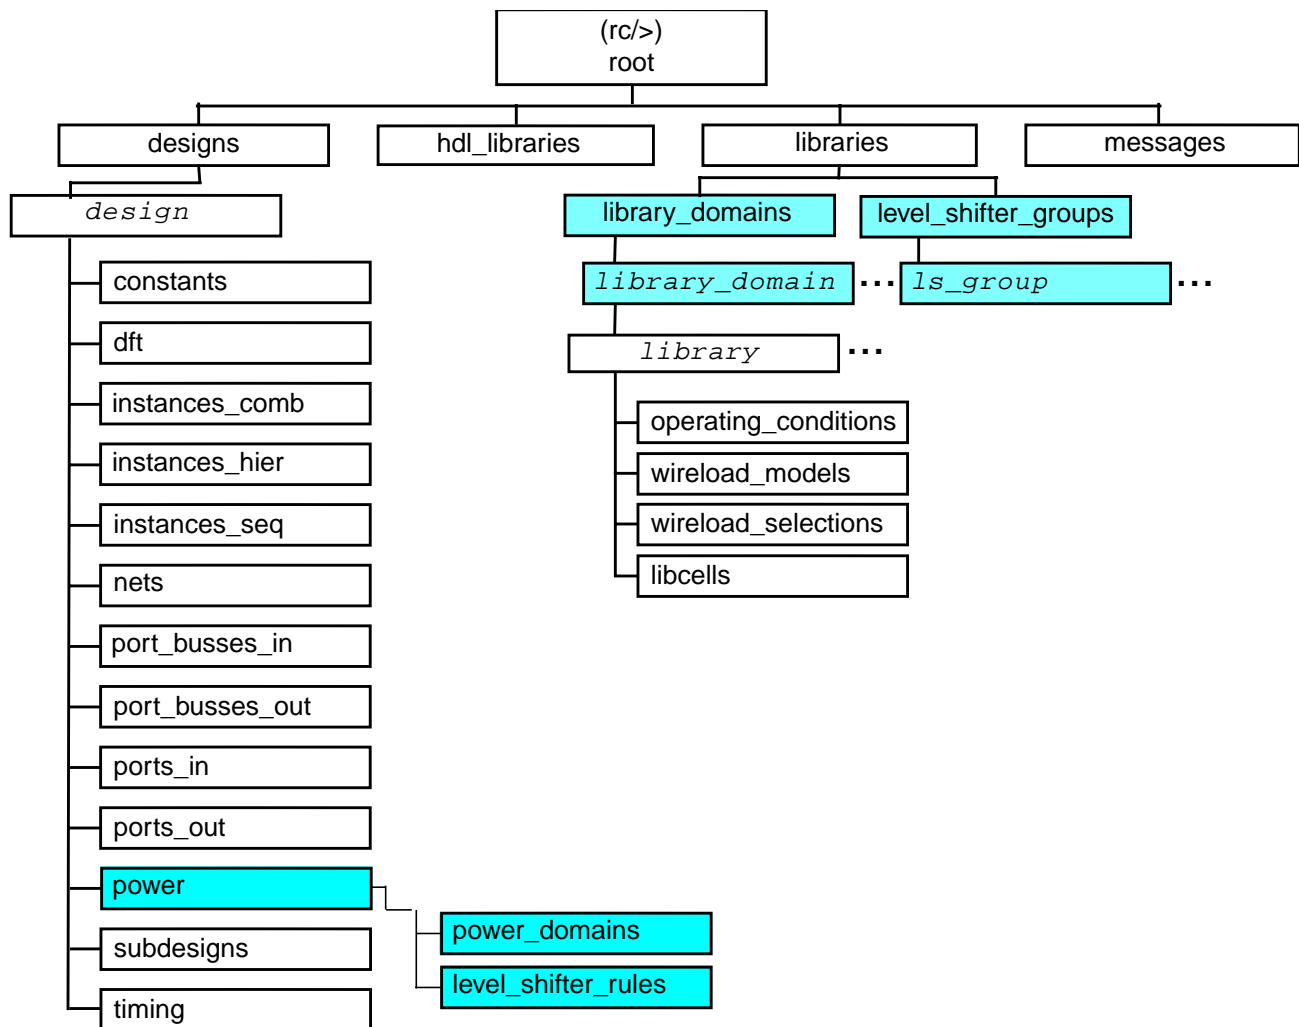 (rc/>)
root
designs
hdl_libraries
libraries
messages
design
library_domains
level_shifter_groups
constants
library_domain
...
ls_group
...
dft
library
...
instances_comb
operating_conditions
instances_hier
wireload_models
instances_seq
wireload_selections
nets
libcells
port_busses_in
port_busses_out
ports_in
ports_out
power
power_domains
subdesigns
level_shifter_rules
timing